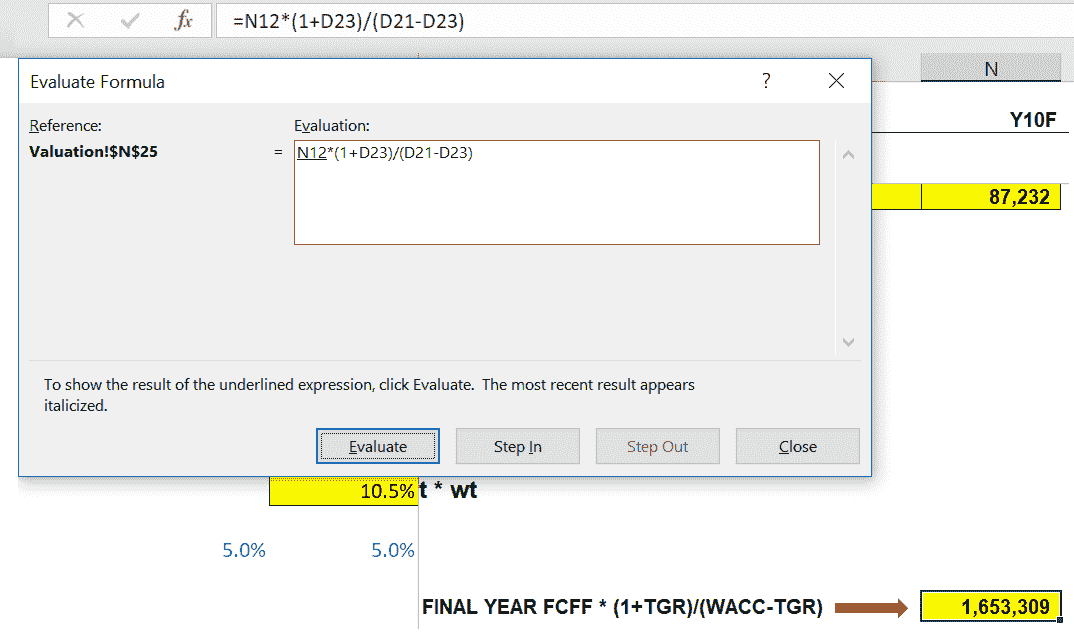 fx =N12*(1+D23)/(D21-D23)
Evaluate Formula ?
N
Reference: Evaluation:
Y10F
Valuation!$N$25 = N12*(1+D23)/(D21-D23)
87,232
To show the result of the underlined expression, click Evaluate. The most recent result appears
italicized.
Evaluate Step In Step Out Close
10.5% t * wt
5.0% 5.0%
FINAL YEAR FCFF * (1+TGR)/(WACC-TGR) 1,653,309